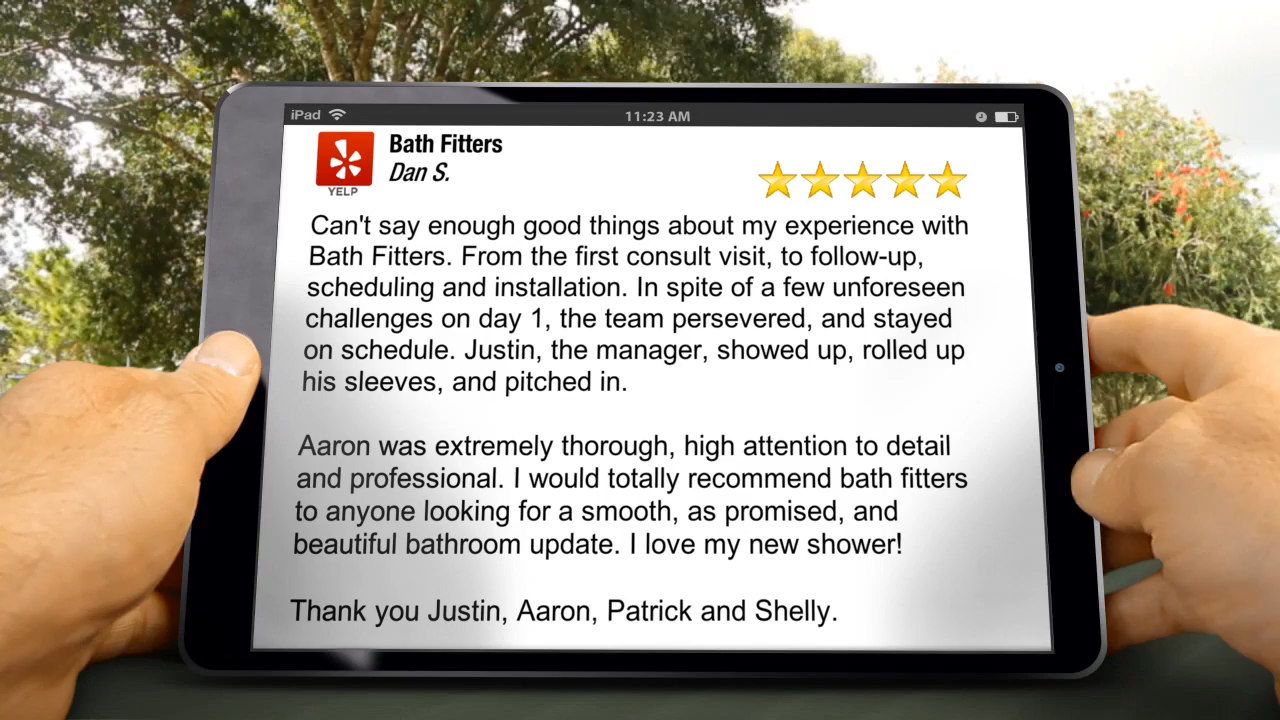 iPad 11:23 AM
Bath Fitters
Dan S.
YELP
Can't say enough good things about my experience with
Bath Fitters. From the first consult visit, to follow-up,
scheduling and installation. In spite of a few unforeseen
challenges on day 1, the team persevered, and stayed
on schedule. Justin, the manager, showed up, rolled up
his sleeves, and pitched in.
Aaron was extremely thorough, high attention to detail
and professional. I would totally recommend bath fitters
to anyone looking for a smooth, as promised, and
beautiful bathroom update. I love my new shower!
Thank you Justin, Aaron, Patrick and Shelly.